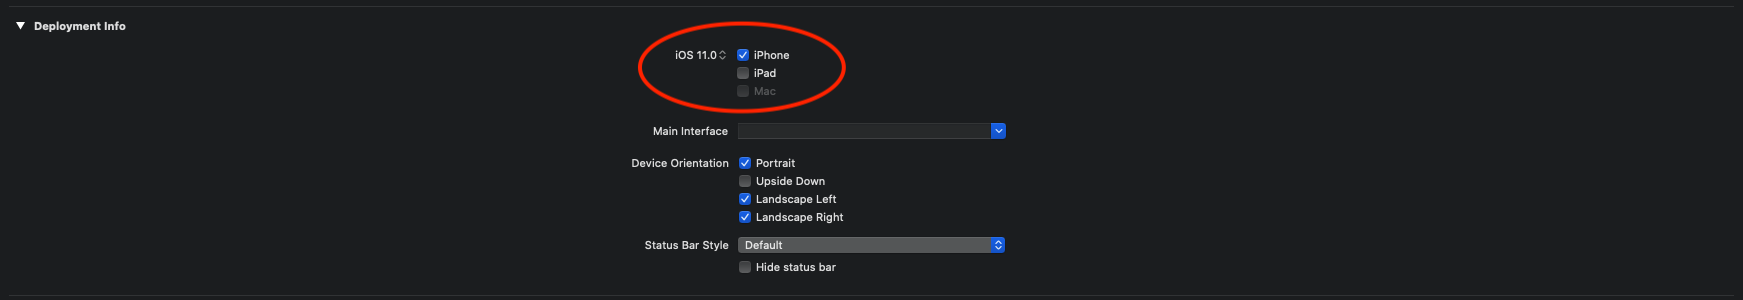 Deployment Info
iOS 11.0 iPhone
iPad
Mac
Main Interface
Device Orientation Portrait
Upside Down
Landscape Left
Landscape Right
Status Bar Style Default
Hide status bar